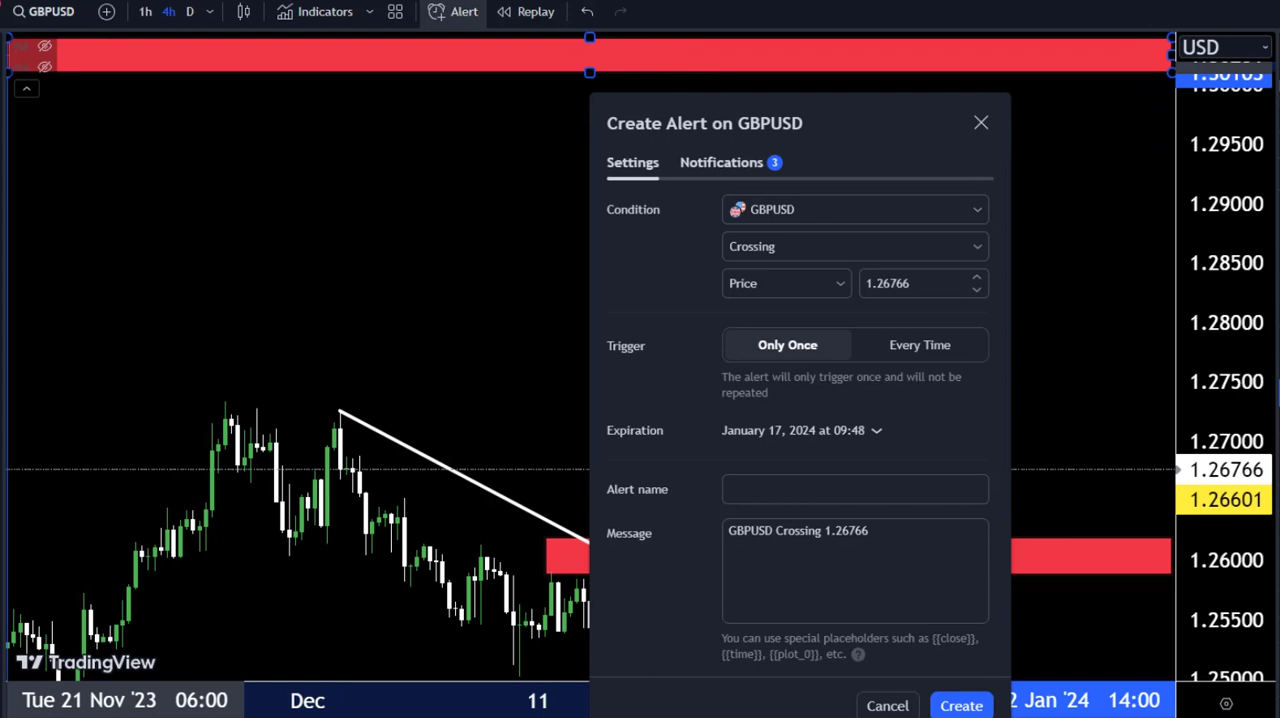 GBPUSD 1h 4h D Indicators Alert Replay
USD
1.30165
Create Alert on GBPUSD
1.29500
Settings Notifications 3
1.29000
Condition GBPUSD
Crossing
1.28500
Price 1.26766
1.28000
Trigger Only Once Every Time
The alert will only trigger once and will not be
repeated
1.27500
Expiration January 17, 2024 at 09:48
1.27000
1.26766
Alert name
1.26601
Message GBPUSD Crossing 1.26766
1.26000
1.25500
You can use special placeholders such as {{close}},
{{time}}, {{plot_0}}, etc. ?
TradingView
1.25000
Tue 21 Nov '23 06:00 Dec 11 Cancel Create 2 Jan '24 14:00